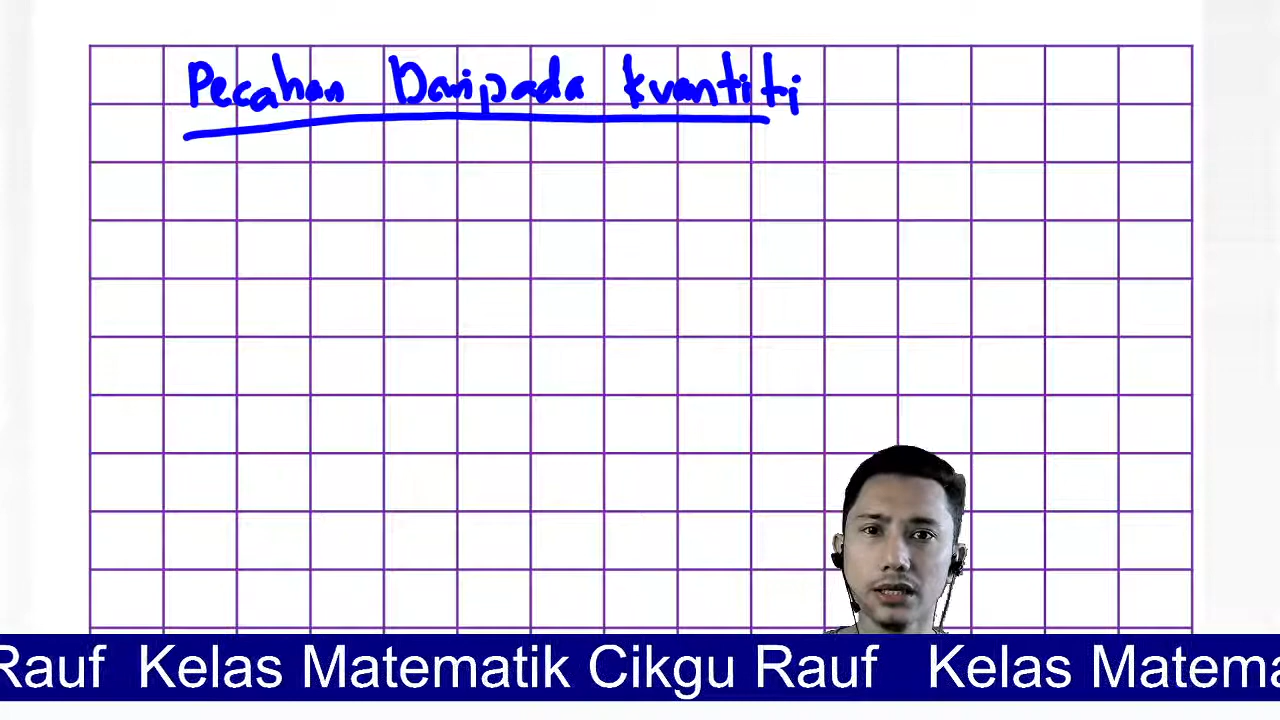 Pecahan Daripada kuantiti
Rauf Kelas Matematik Cikgu Rauf Kelas Matema